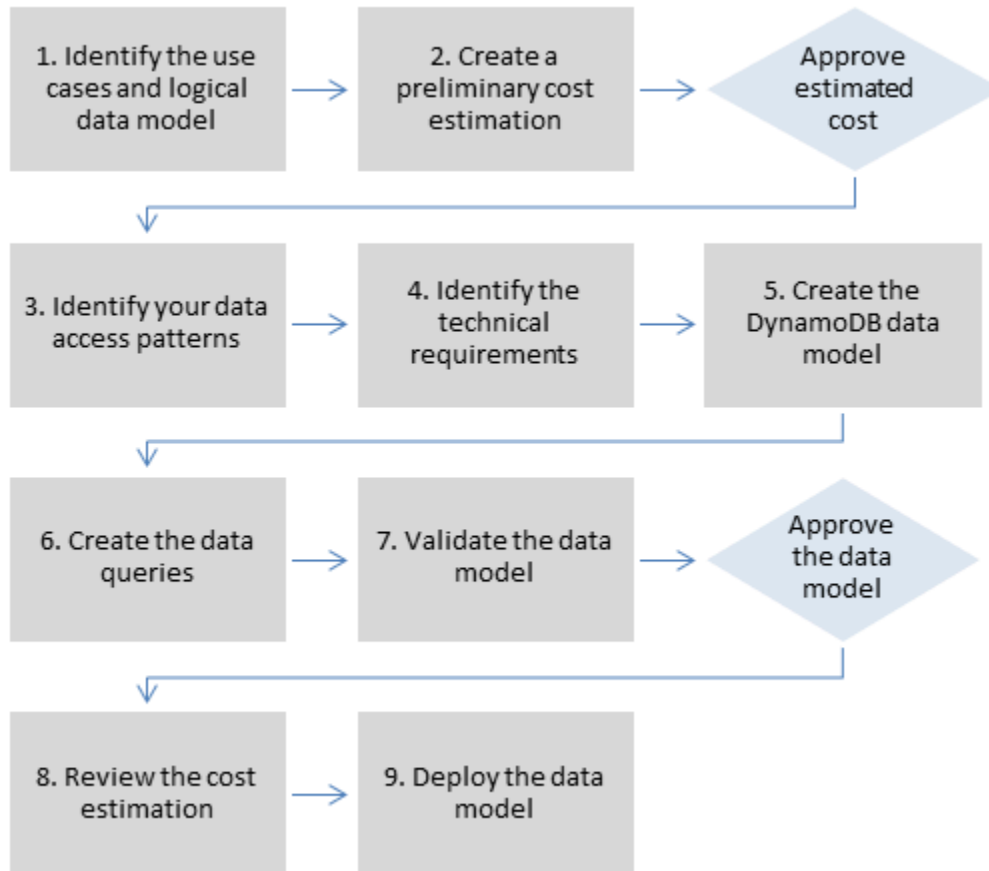 1. Identify the use
cases and logical
data model
2. Create a
preliminary cost
estimation
Approve
estimated
cost
3. Identify your data
access patterns
4. Identify the
technical
requirements
5. Create the
DynamoDB data
model
6. Create the data
queries
7. Validate the data
model
Approve
the data
model
8. Review the cost
estimation
9. Deploy the data
model